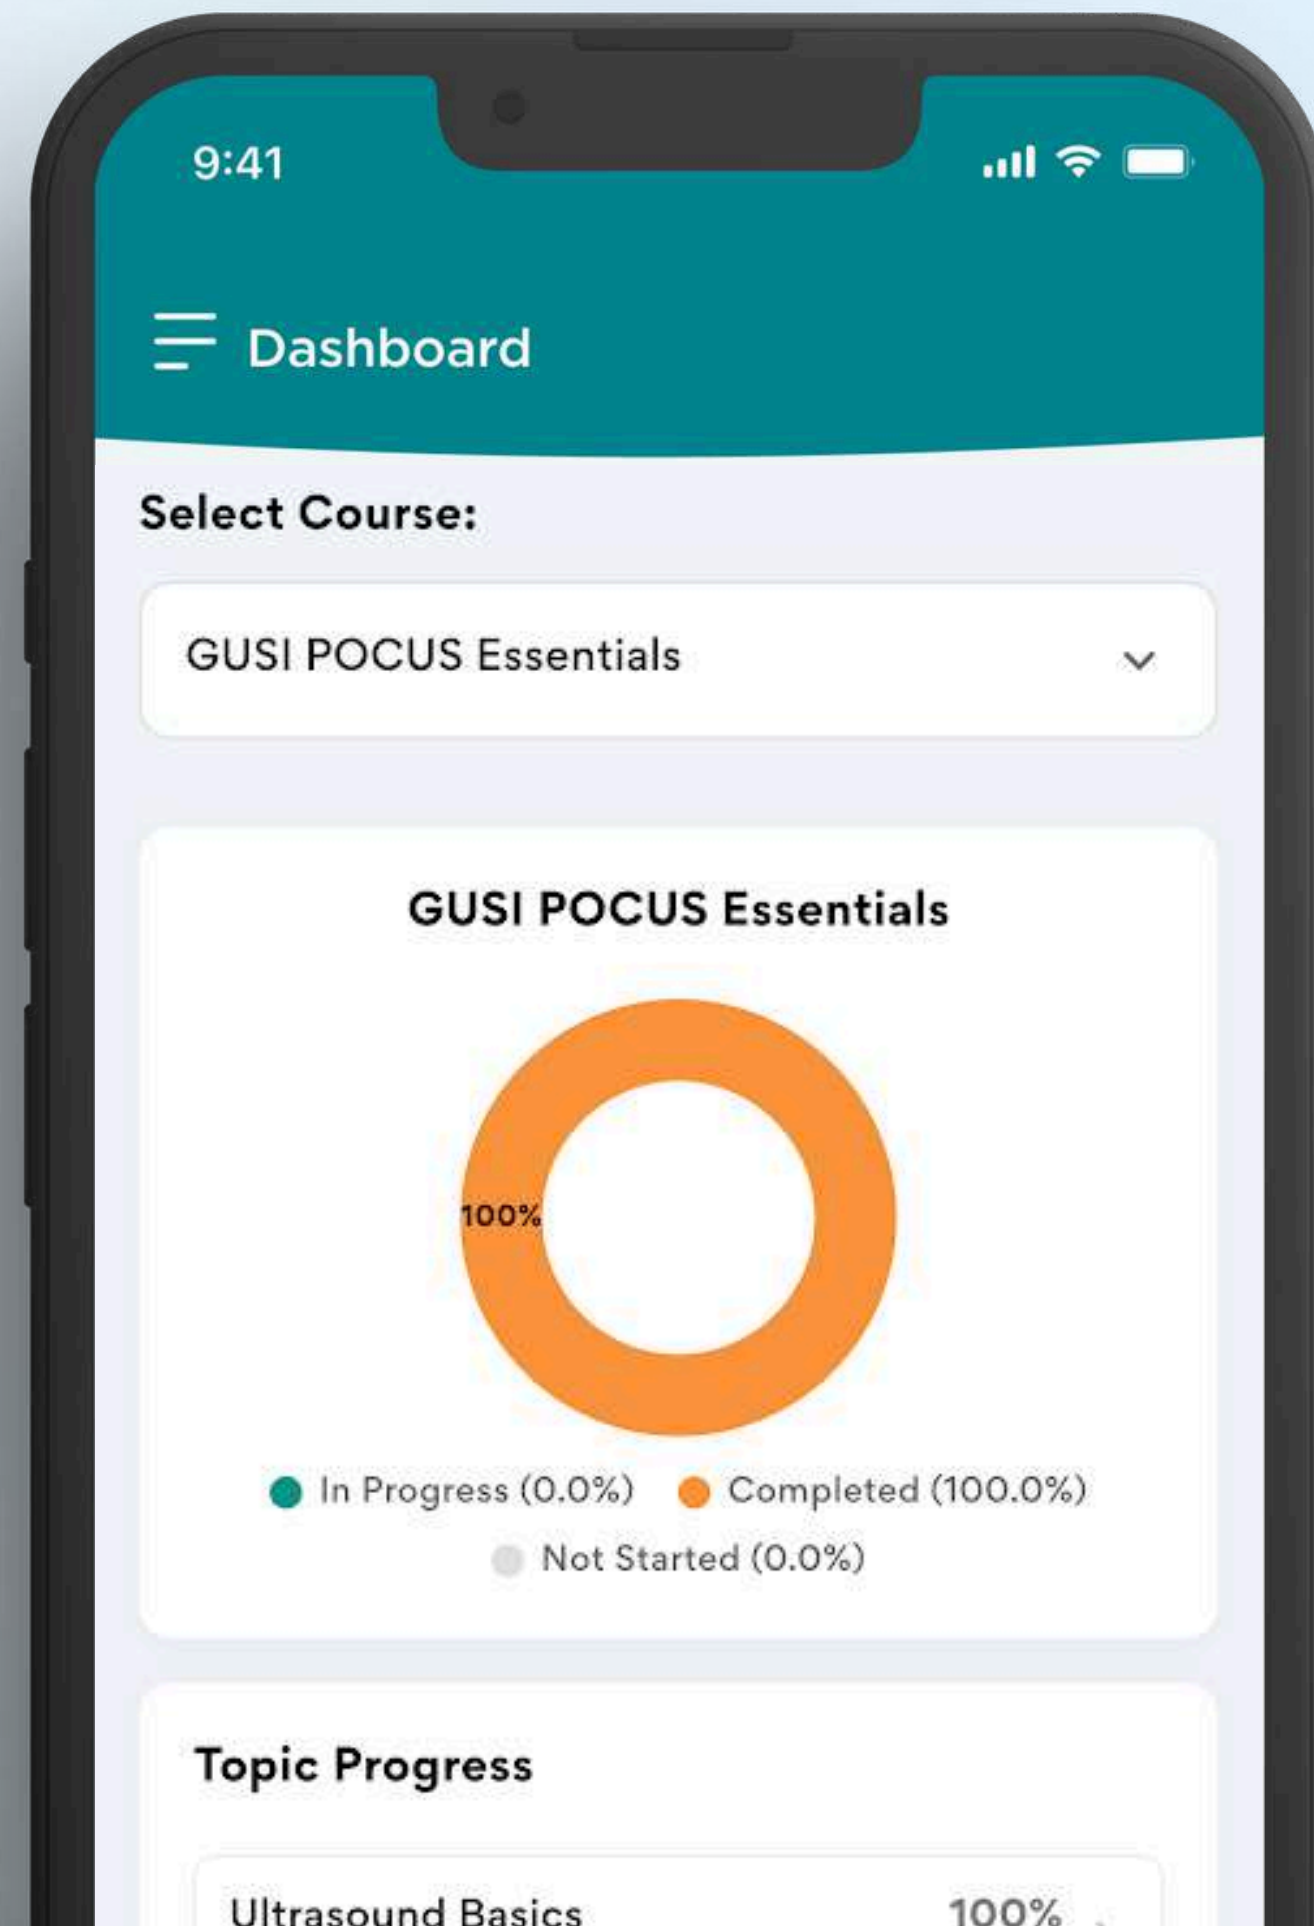 9:41
Dashboard
Select Course:
GUSI POCUS Essentials
GUSI POCUS Essentials
100%
In Progress (0.0%) Completed (100.0%)
Not Started (0.0%)
Topic Progress
Ultrasound Basics 100%